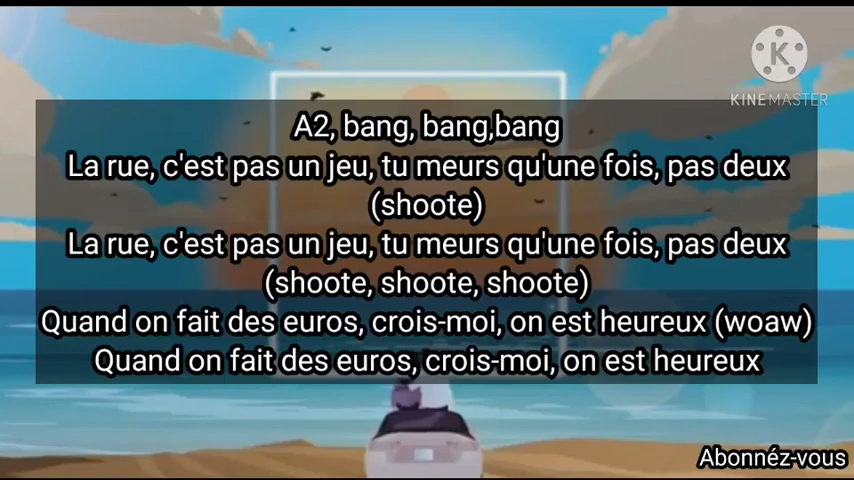 KINEMASTER
A2, bang, bang,bang
La rue, c'est pas un jeu, tu meurs qu'une fois, pas deux
(shoote)
La rue, c'est pas un jeu, tu meurs qu'une fois, pas deux
(shoote, shoote, shoote)
Quand on fait des euros, crois-moi, on est heureux (woaw)
Quand on fait des euros, crois-moi, on est heureux
Abonnéz-vous